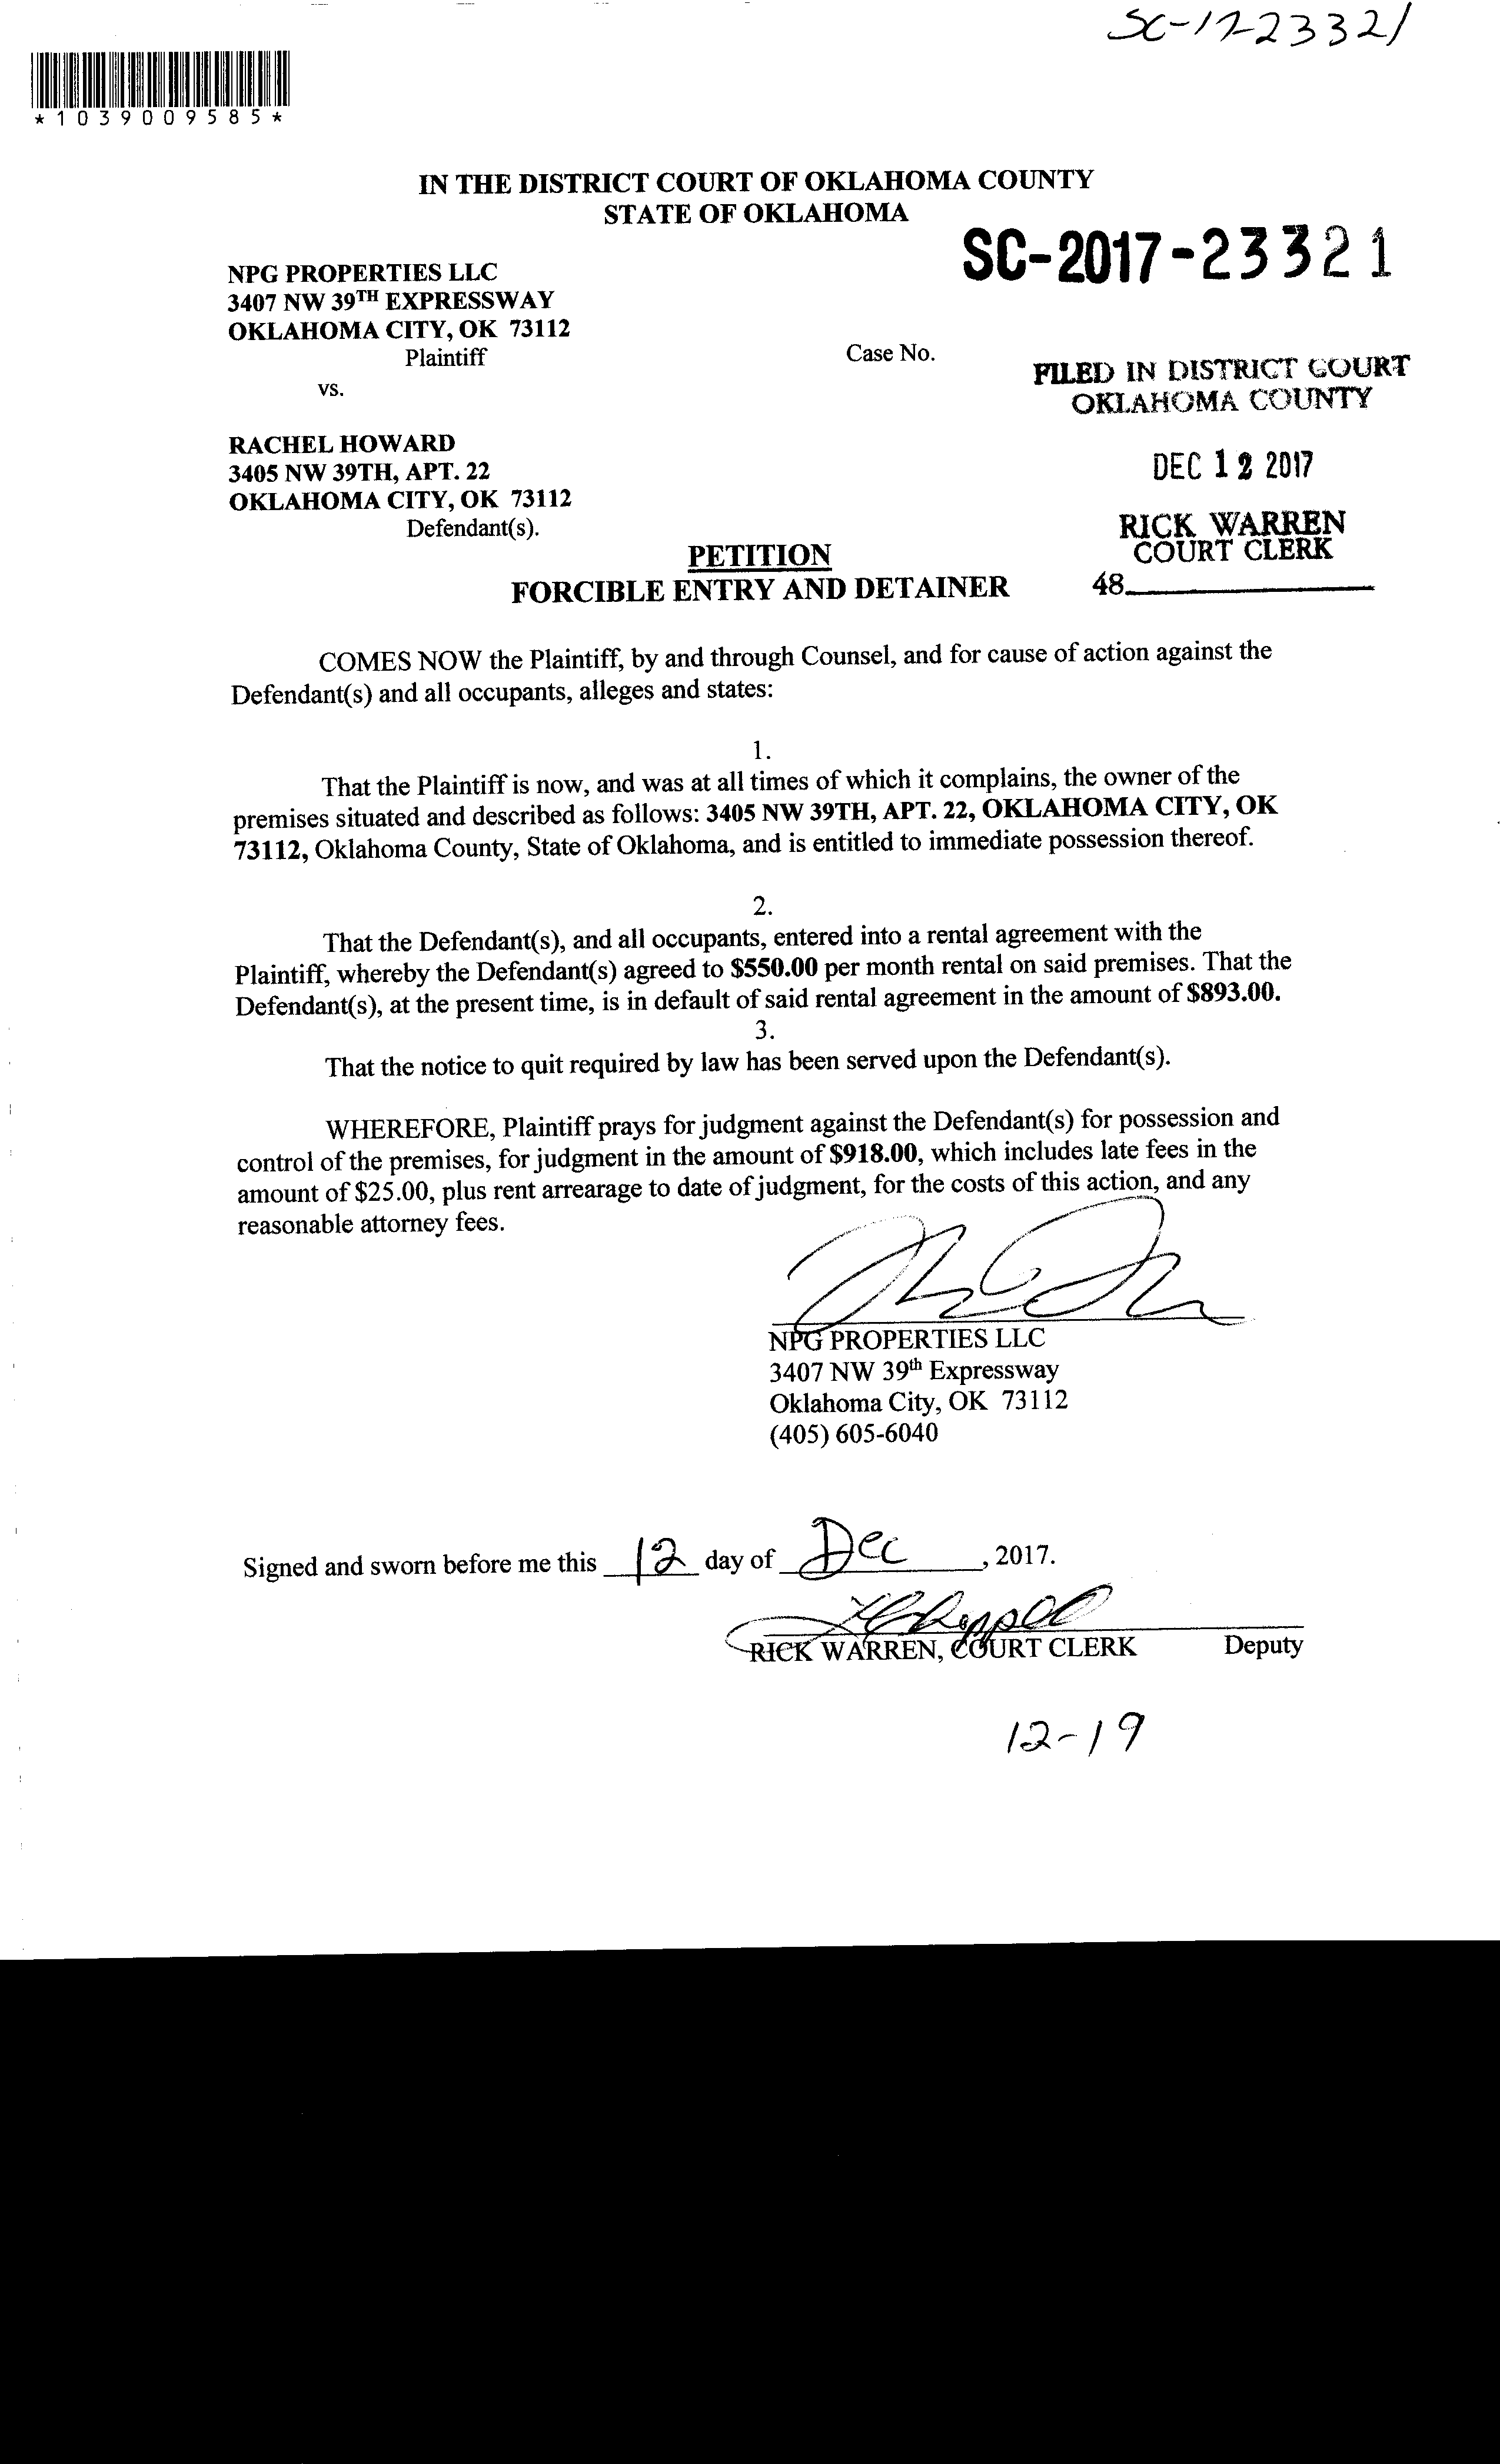 SC-17-23321
*1039009585*
IN THE DISTRICT COURT OF OKLAHOMA COUNTY
STATE OF OKLAHOMA
SC-2017-23321
NPG PROPERTIES LLC
3407 NW 39TH EXPRESSWAY
OKLAHOMA CITY, OK 73112
Plaintiff
Case No.
vs.
FILED IN DISTRICT COURT
OKLAHOMA COUNTY
RACHEL HOWARD
3405 NW 39TH, APT. 22
OKLAHOMA CITY, OK 73112
Defendant(s).
DEC 12 2017
RICK WARREN
COURT CLERK
48
PETITION
FORCIBLE ENTRY AND DETAINER
COMES NOW the Plaintiff, by and through Counsel, and for cause of action against the
Defendant(s) and all occupants, alleges and states:
1.
That the Plaintiff is now, and was at all times of which it complains, the owner of the
premises situated and described as follows: 3405 NW 39TH, APT. 22, OKLAHOMA CITY, OK
73112, Oklahoma County, State of Oklahoma, and is entitled to immediate possession thereof.
2.
That the Defendant(s), and all occupants, entered into a rental agreement with the
Plaintiff, whereby the Defendant(s) agreed to $550.00 per month rental on said premises. That the
Defendant(s), at the present time, is in default of said rental agreement in the amount of $893.00.
3.
That the notice to quit required by law has been served upon the Defendant(s).
WHEREFORE, Plaintiff prays for judgment against the Defendant(s) for possession and
control of the premises, for judgment in the amount of $918.00, which includes late fees in the
amount of $25.00, plus rent arrearage to date of judgment, for the costs of this action, and any
reasonable attorney fees.
NPG PROPERTIES LLC
3407 NW 39th Expressway
Oklahoma City, OK 73112
(405) 605-6040
Signed and sworn before me this 12 day of Dec, 2017.
RICK WARREN, COURT CLERK Deputy
12-19